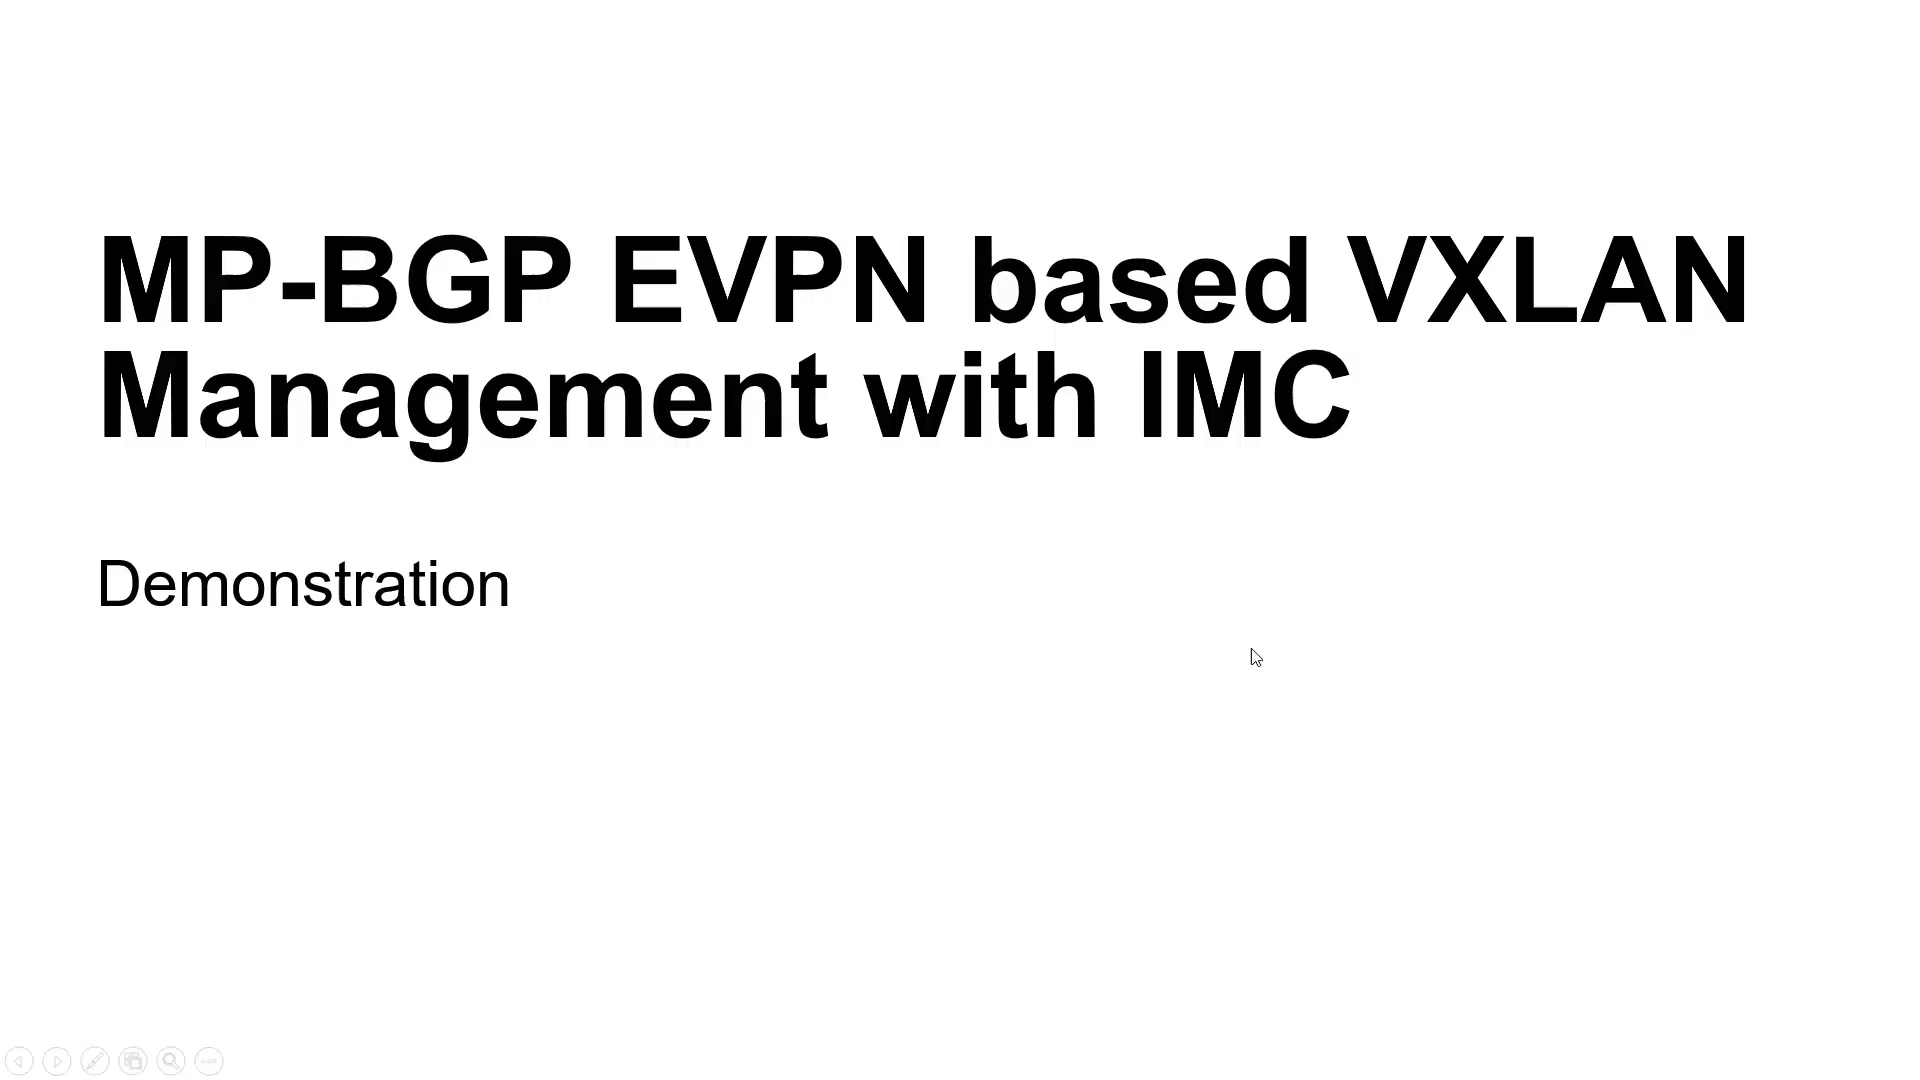 MP-BGP EVPN based VXLAN
Management with IMC
Demonstration